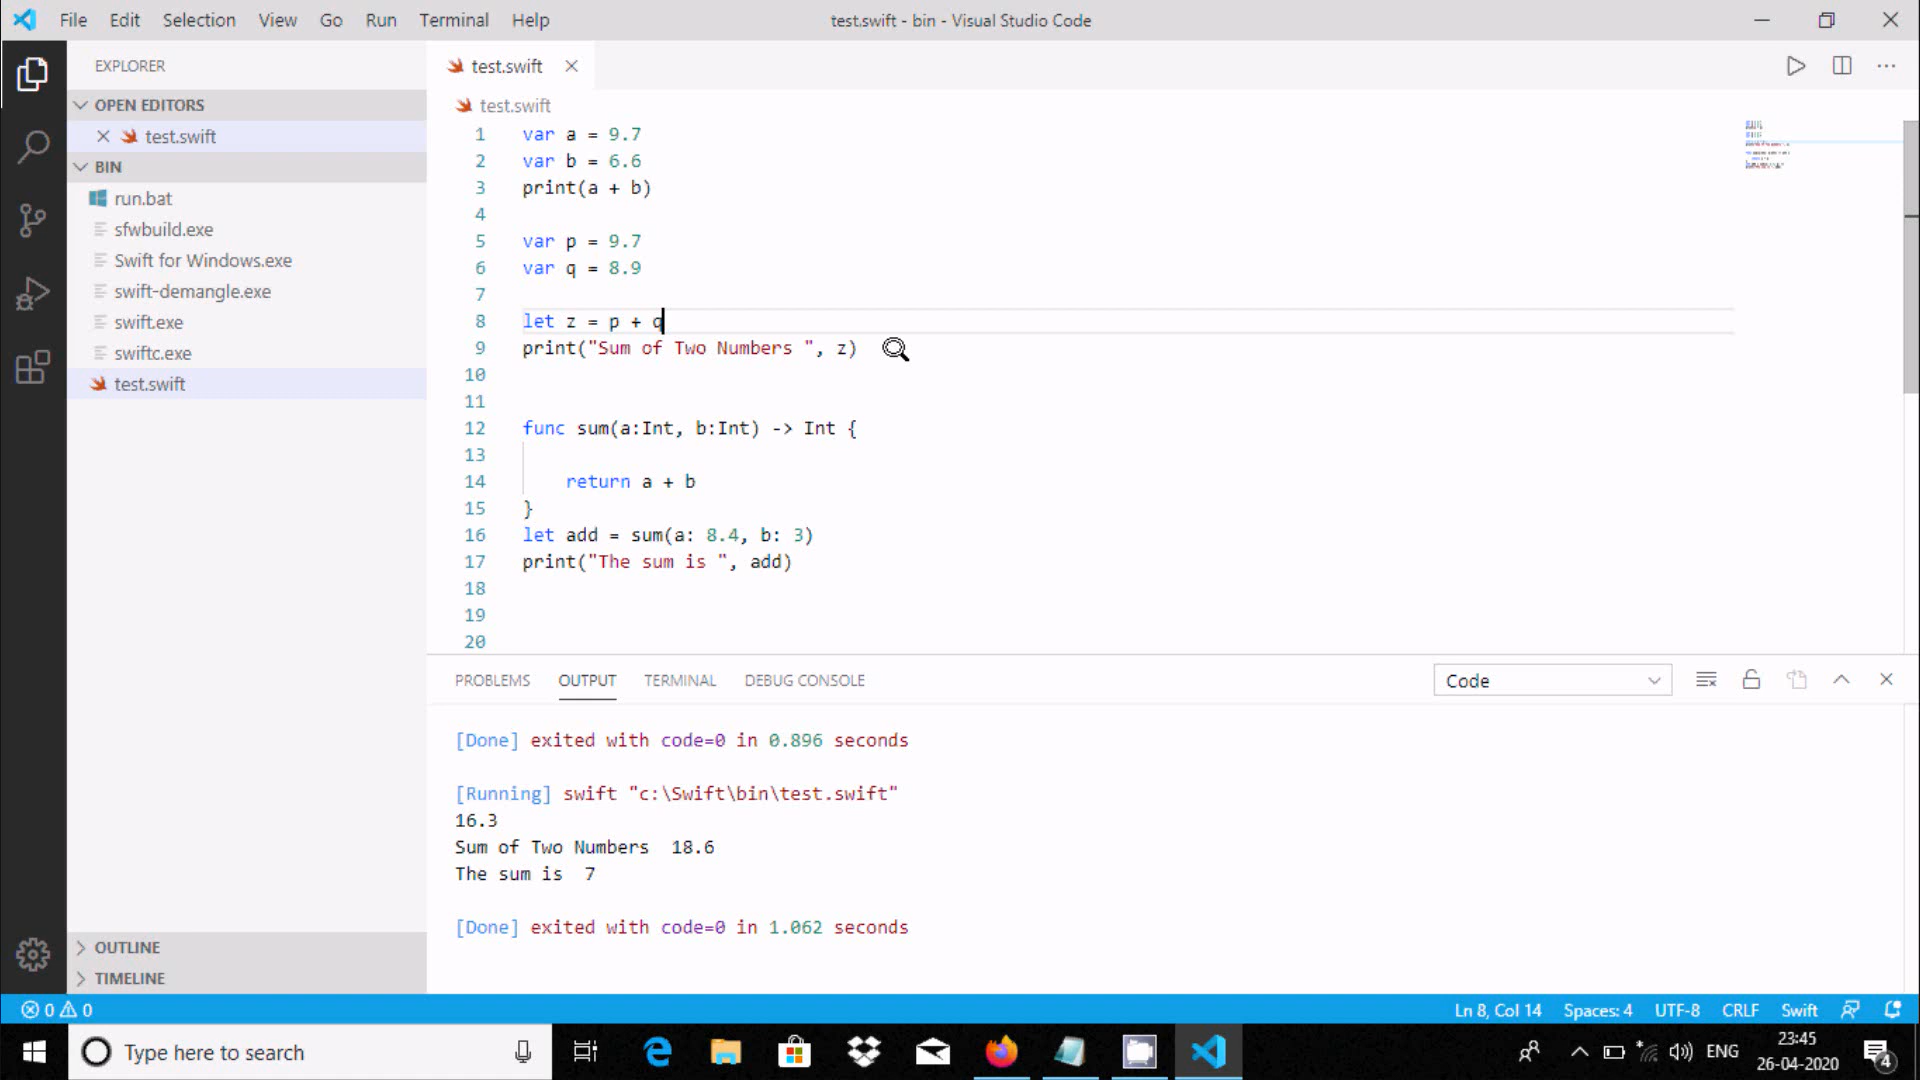 File Edit Selection View Go Run Terminal Help
test.swift - bin - Visual Studio Code
EXPLORER
OPEN EDITORS
test.swift
BIN
run.bat
sfwbuild.exe
Swift for Windows.exe
swift-demangle.exe
swift.exe
swiftc.exe
test.swift
OUTLINE
TIMELINE
test.swift
test.swift
1 var a = 9.7
2 var b = 6.6
3 print(a + b)
4
5 var p = 9.7
6 var q = 8.9
7
8 let z = p + q
9 print("Sum of Two Numbers ", z)
10
11
12 func sum(a:Int, b:Int) -> Int {
13
14 return a + b
15 }
16 let add = sum(a: 8.4, b: 3)
17 print("The sum is ", add)
18
19
20
PROBLEMS OUTPUT TERMINAL DEBUG CONSOLE Code
[Done] exited with code=0 in 0.896 seconds
[Running] swift "c:\Swift\bin\test.swift"
16.3
Sum of Two Numbers  18.6
The sum is  7
[Done] exited with code=0 in 1.062 seconds
0 0 Ln 8, Col 14 Spaces: 4 UTF-8 CRLF Swift
Type here to search
ENG
23:45
26-04-2020
4